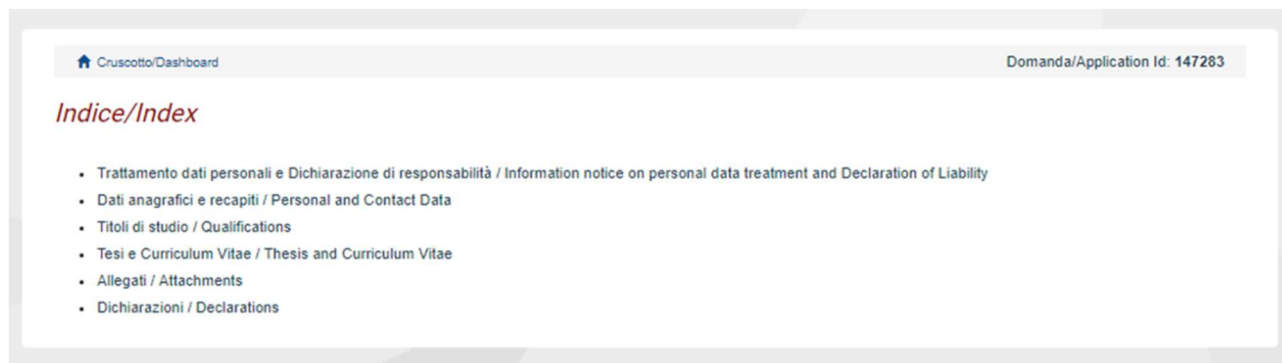 Cruscotto/Dashboard
Domanda/Application Id: 147283
Indice/Index
Trattamento dati personali e Dichiarazione di responsabilità / Information notice on personal data treatment and Declaration of Liability
Dati anagrafici e recapiti / Personal and Contact Data
Titoli di studio / Qualifications
Tesi e Curriculum Vitae / Thesis and Curriculum Vitae
Allegati / Attachments
Dichiarazioni / Declarations